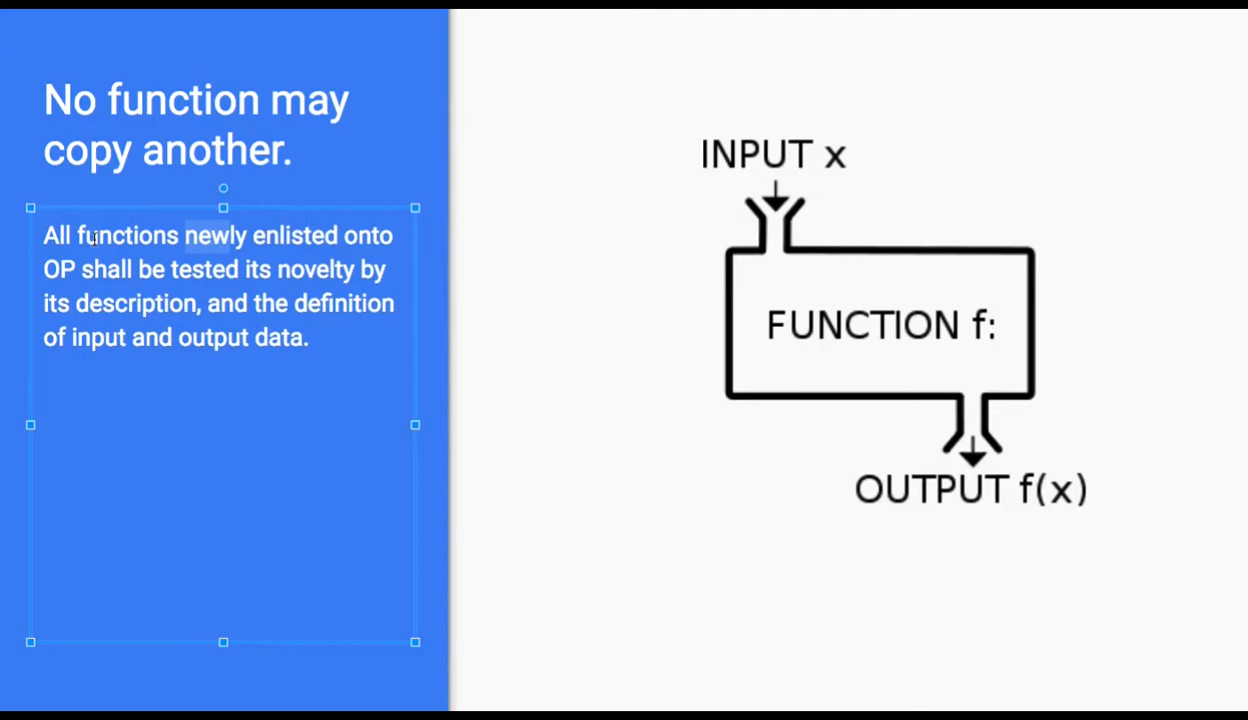 No function may
copy another.
All functions newly enlisted onto
OP shall be tested its novelty by
its description, and the definition
of input and output data.
INPUT x
FUNCTION f:
OUTPUT f(x)